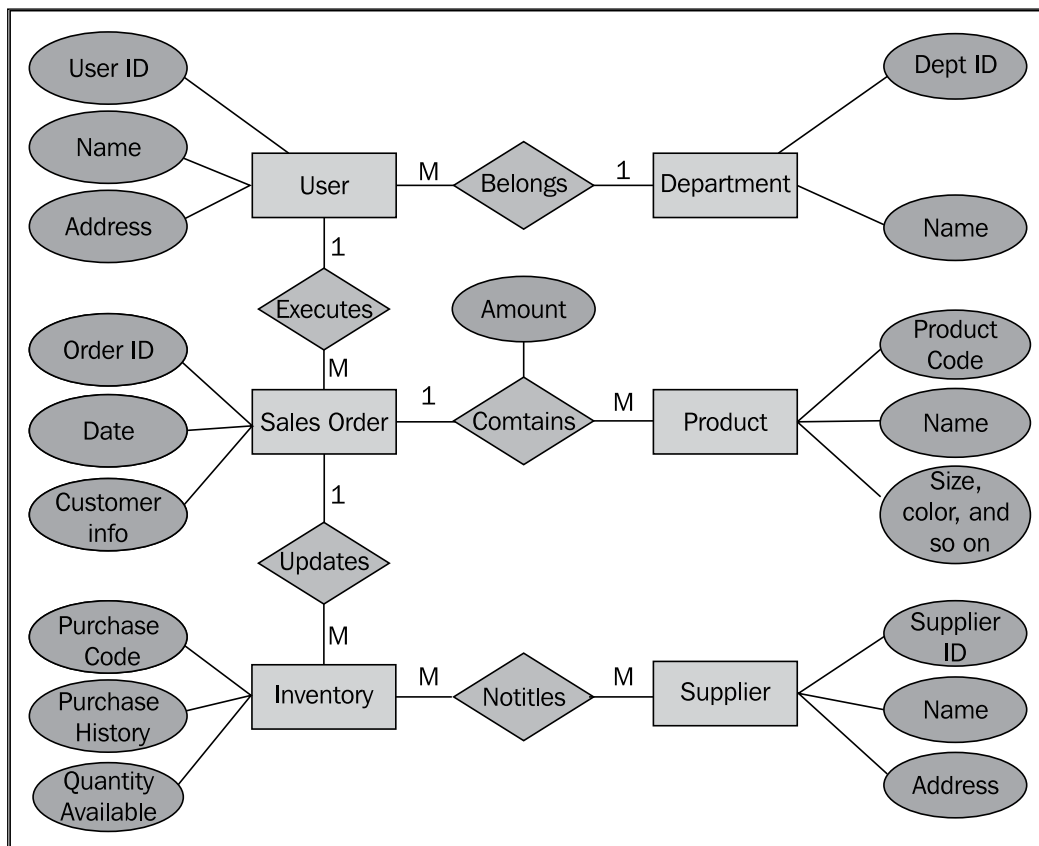 User ID
Dept ID
Name
User
M
Belongs
1
Department
Address
Name
1
Executes
Amount
Order ID
Product
Code
M
Sales Order
1
Comtains
M
Product
Date
Name
Customer
info
Size,
color, and
so on
1
Updates
Purchase
Code
Supplier
ID
M
Inventory
M
Notitles
M
Supplier
Purchase
History
Name
Quantity
Available
Address